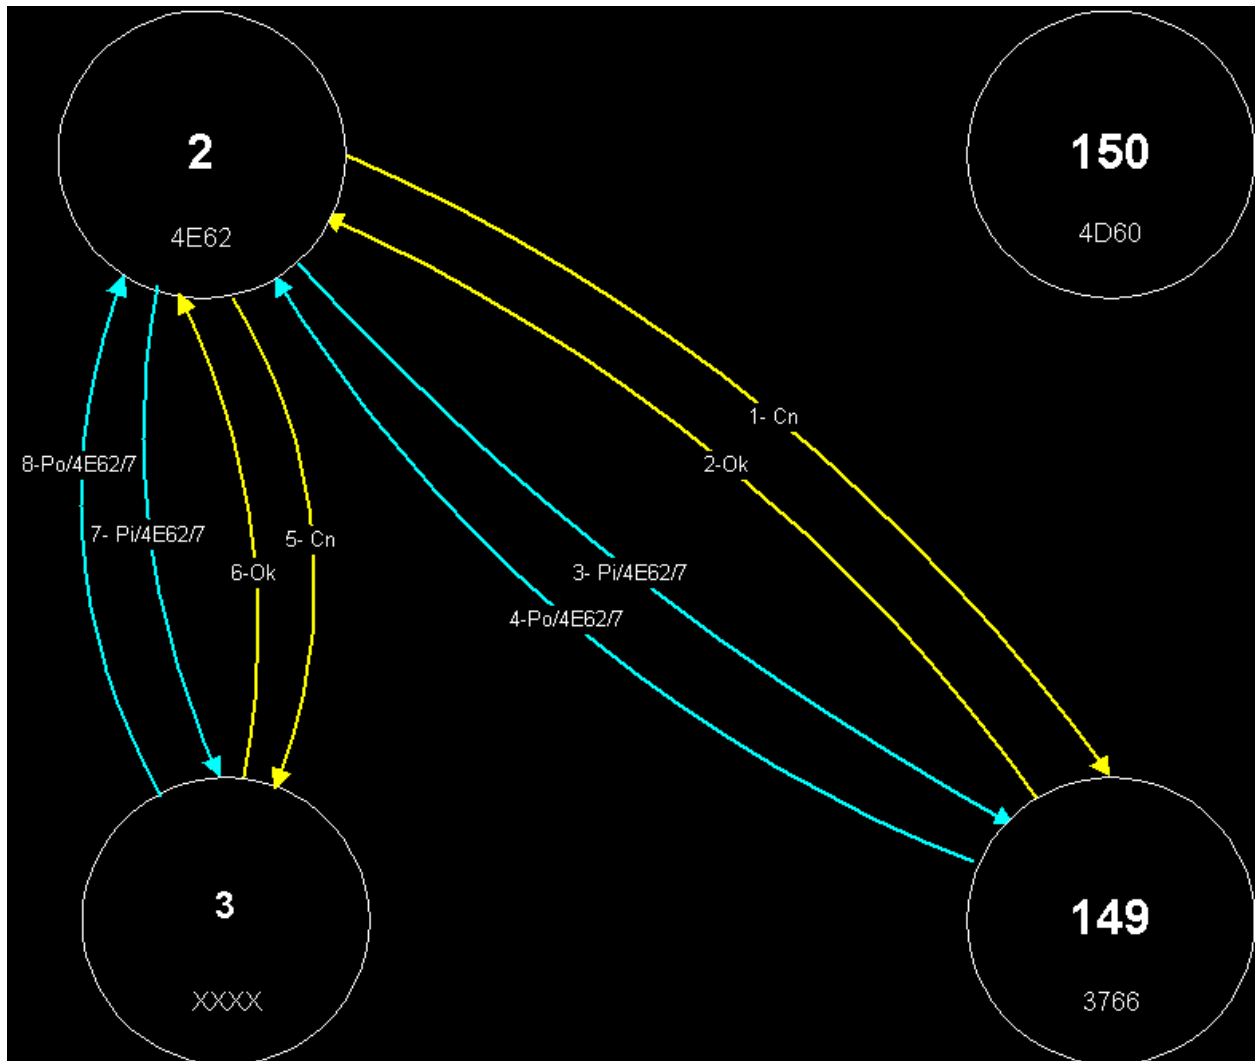 2
4E62
150
4D60
1- Cn
2-Ok
8-Po/4E62/7
7- Pi/4E62/7
5- Cn
6-Ok
3- Pi/4E62/7
4-Po/4E62/7
3
XXXX
149
3766